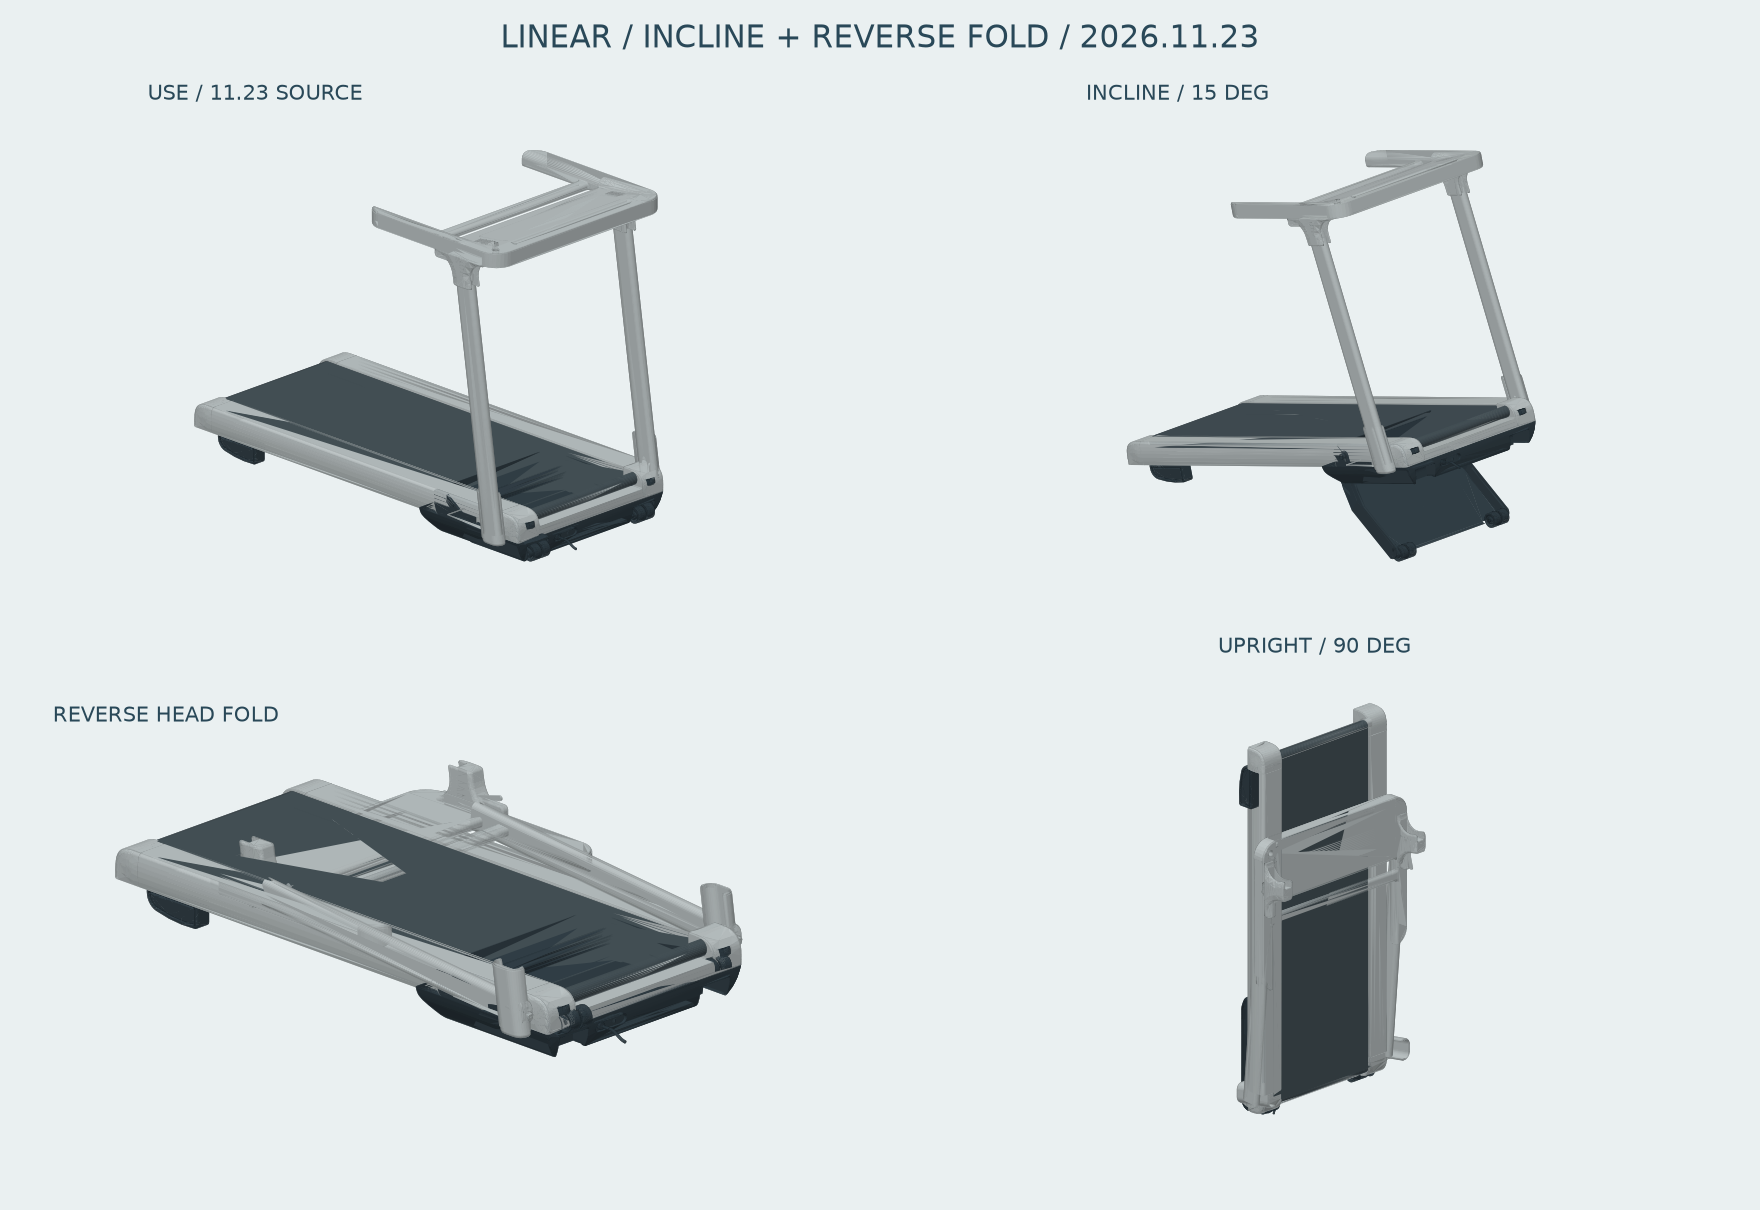 LINEAR / INCLINE + REVERSE FOLD / 2026.11.23
USE / 11.23 SOURCE
INCLINE / 15 DEG
REVERSE HEAD FOLD
UPRIGHT / 90 DEG